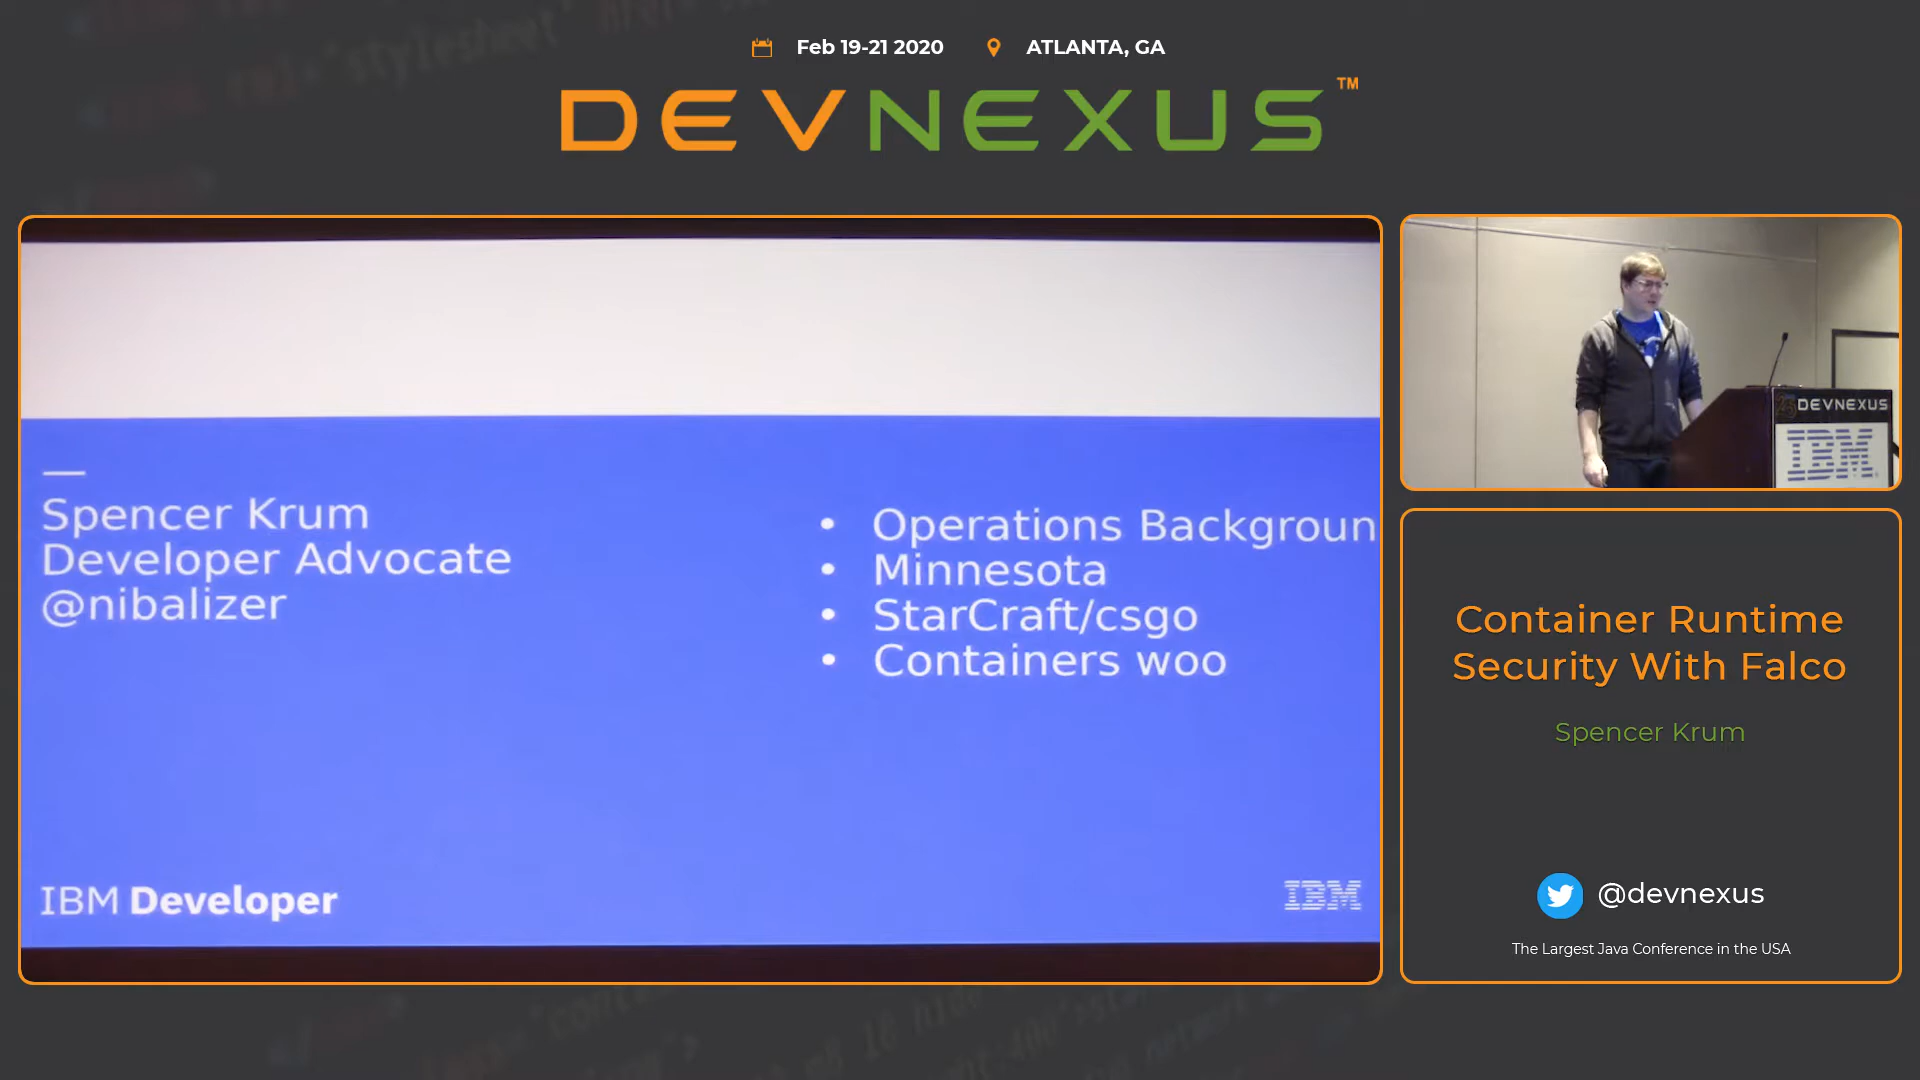 Feb 19-21 2020
ATLANTA, GA
DEVNEXUS™
Spencer Krum
Developer Advocate
@nibalizer
• Operations Backgroun
• Minnesota
• StarCraft/csgo
• Containers woo
IBM Developer
IBM
DEVNEXUS
IBM
Container Runtime
Security With Falco
Spencer Krum
@devnexus
The Largest Java Conference in the USA